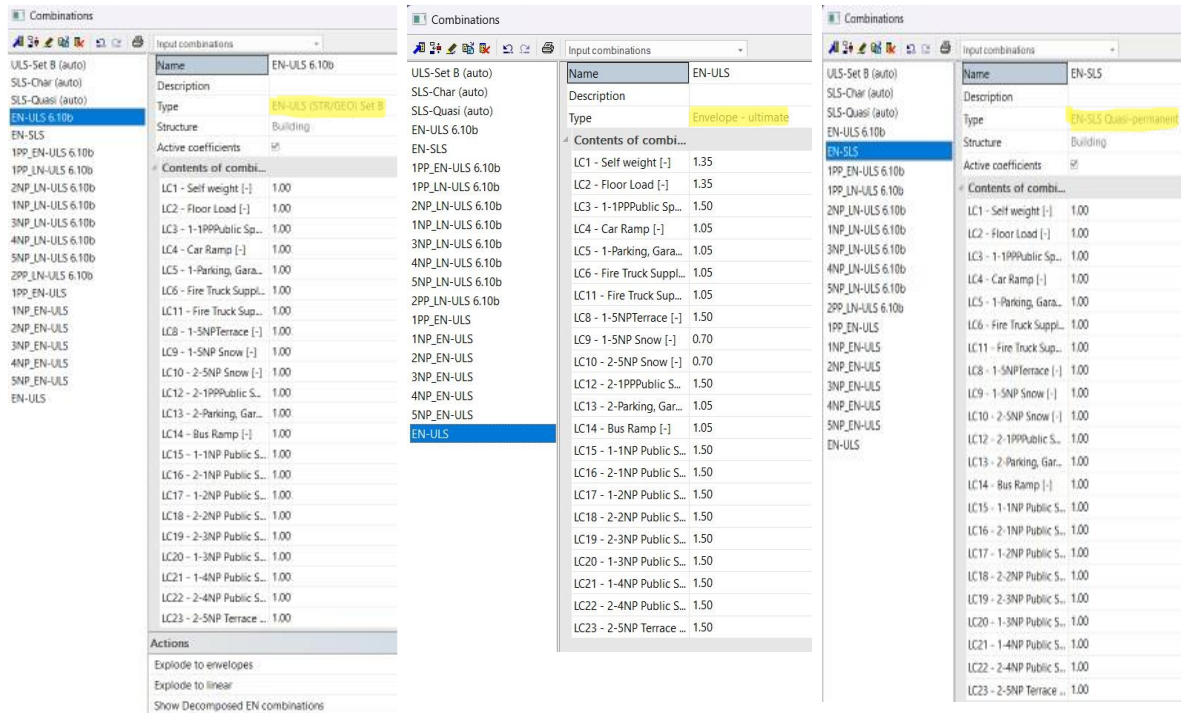 Combinations
Input combinations
ULS-Set B (auto)
SLS-Char (auto)
SLS-Quasi (auto)
EN-ULS 6.10b
EN-SLS
1PP_EN-ULS 6.10b
1PP_LN-ULS 6.10b
2NP_LN-ULS 6.10b
1NP_LN-ULS 6.10b
3NP_LN-ULS 6.10b
4NP_LN-ULS 6.10b
5NP_LN-ULS 6.10b
2PP_LN-ULS 6.10b
1PP_EN-ULS
1NP_EN-ULS
2NP_EN-ULS
3NP_EN-ULS
4NP_EN-ULS
5NP_EN-ULS
EN-ULS
Name EN-ULS 6.10b
Description
Type EN-ULS (STR/GEO) Set B
Structure Building
Active coefficients
Contents of combi...
LC1 - Self weight [-] 1.00
LC2 - Floor Load [-] 1.00
LC3 - 1-1PPPublic Sp... 1.00
LC4 - Car Ramp [-] 1.00
LC5 - 1-Parking, Gara... 1.00
LC6 - Fire Truck Suppl... 1.00
LC11 - Fire Truck Sup... 1.00
LC8 - 1-5NPTerrace [-] 1.00
LC9 - 1-5NP Snow [-] 1.00
LC10 - 2-5NP Snow [-] 1.00
LC12 - 2-1PPPublic S... 1.00
LC13 - 2-Parking, Gar... 1.00
LC14 - Bus Ramp [-] 1.00
LC15 - 1-1NP Public S... 1.00
LC16 - 2-1NP Public S... 1.00
LC17 - 1-2NP Public S... 1.00
LC18 - 2-2NP Public S... 1.00
LC19 - 2-3NP Public S... 1.00
LC20 - 1-3NP Public S... 1.00
LC21 - 1-4NP Public S... 1.00
LC22 - 2-4NP Public S... 1.00
LC23 - 2-5NP Terrace ... 1.00
Actions
Explode to envelopes
Explode to linear
Show Decomposed EN combinations
Combinations
Input combinations
ULS-Set B (auto)
SLS-Char (auto)
SLS-Quasi (auto)
EN-ULS 6.10b
EN-SLS
1PP_EN-ULS 6.10b
1PP_LN-ULS 6.10b
2NP_LN-ULS 6.10b
1NP_LN-ULS 6.10b
3NP_LN-ULS 6.10b
4NP_LN-ULS 6.10b
5NP_LN-ULS 6.10b
2PP_LN-ULS 6.10b
1PP_EN-ULS
1NP_EN-ULS
2NP_EN-ULS
3NP_EN-ULS
4NP_EN-ULS
5NP_EN-ULS
EN-ULS
Name EN-ULS
Description
Type Envelope - ultimate
Contents of combi...
LC1 - Self weight [-] 1.35
LC2 - Floor Load [-] 1.35
LC3 - 1-1PPPublic Sp... 1.50
LC4 - Car Ramp [-] 1.05
LC5 - 1-Parking, Gara... 1.05
LC6 - Fire Truck Suppl... 1.05
LC11 - Fire Truck Sup... 1.05
LC8 - 1-5NPTerrace [-] 1.50
LC9 - 1-5NP Snow [-] 0.70
LC10 - 2-5NP Snow [-] 0.70
LC12 - 2-1PPPublic S... 1.50
LC13 - 2-Parking, Gar... 1.05
LC14 - Bus Ramp [-] 1.05
LC15 - 1-1NP Public S... 1.50
LC16 - 2-1NP Public S... 1.50
LC17 - 1-2NP Public S... 1.50
LC18 - 2-2NP Public S... 1.50
LC19 - 2-3NP Public S... 1.50
LC20 - 1-3NP Public S... 1.50
LC21 - 1-4NP Public S... 1.50
LC22 - 2-4NP Public S... 1.50
LC23 - 2-5NP Terrace ... 1.50
Combinations
Input combinations
ULS-Set B (auto)
SLS-Char (auto)
SLS-Quasi (auto)
EN-ULS 6.10b
EN-SLS
1PP_EN-ULS 6.10b
1PP_LN-ULS 6.10b
2NP_LN-ULS 6.10b
1NP_LN-ULS 6.10b
3NP_LN-ULS 6.10b
4NP_LN-ULS 6.10b
5NP_LN-ULS 6.10b
2PP_LN-ULS 6.10b
1PP_EN-ULS
1NP_EN-ULS
2NP_EN-ULS
3NP_EN-ULS
4NP_EN-ULS
5NP_EN-ULS
EN-ULS
Name EN-SLS
Description
Type EN-SLS Quasi-permanent
Structure Building
Active coefficients
Contents of combi...
LC1 - Self weight [-] 1.00
LC2 - Floor Load [-] 1.00
LC3 - 1-1PPPublic Sp... 1.00
LC4 - Car Ramp [-] 1.00
LC5 - 1-Parking, Gara... 1.00
LC6 - Fire Truck Suppl... 1.00
LC11 - Fire Truck Sup... 1.00
LC8 - 1-5NPTerrace [-] 1.00
LC9 - 1-5NP Snow [-] 1.00
LC10 - 2-5NP Snow [-] 1.00
LC12 - 2-1PPPublic S... 1.00
LC13 - 2-Parking, Gar... 1.00
LC14 - Bus Ramp [-] 1.00
LC15 - 1-1NP Public S... 1.00
LC16 - 2-1NP Public S... 1.00
LC17 - 1-2NP Public S... 1.00
LC18 - 2-2NP Public S... 1.00
LC19 - 2-3NP Public S... 1.00
LC20 - 1-3NP Public S... 1.00
LC21 - 1-4NP Public S... 1.00
LC22 - 2-4NP Public S... 1.00
LC23 - 2-5NP Terrace ... 1.00